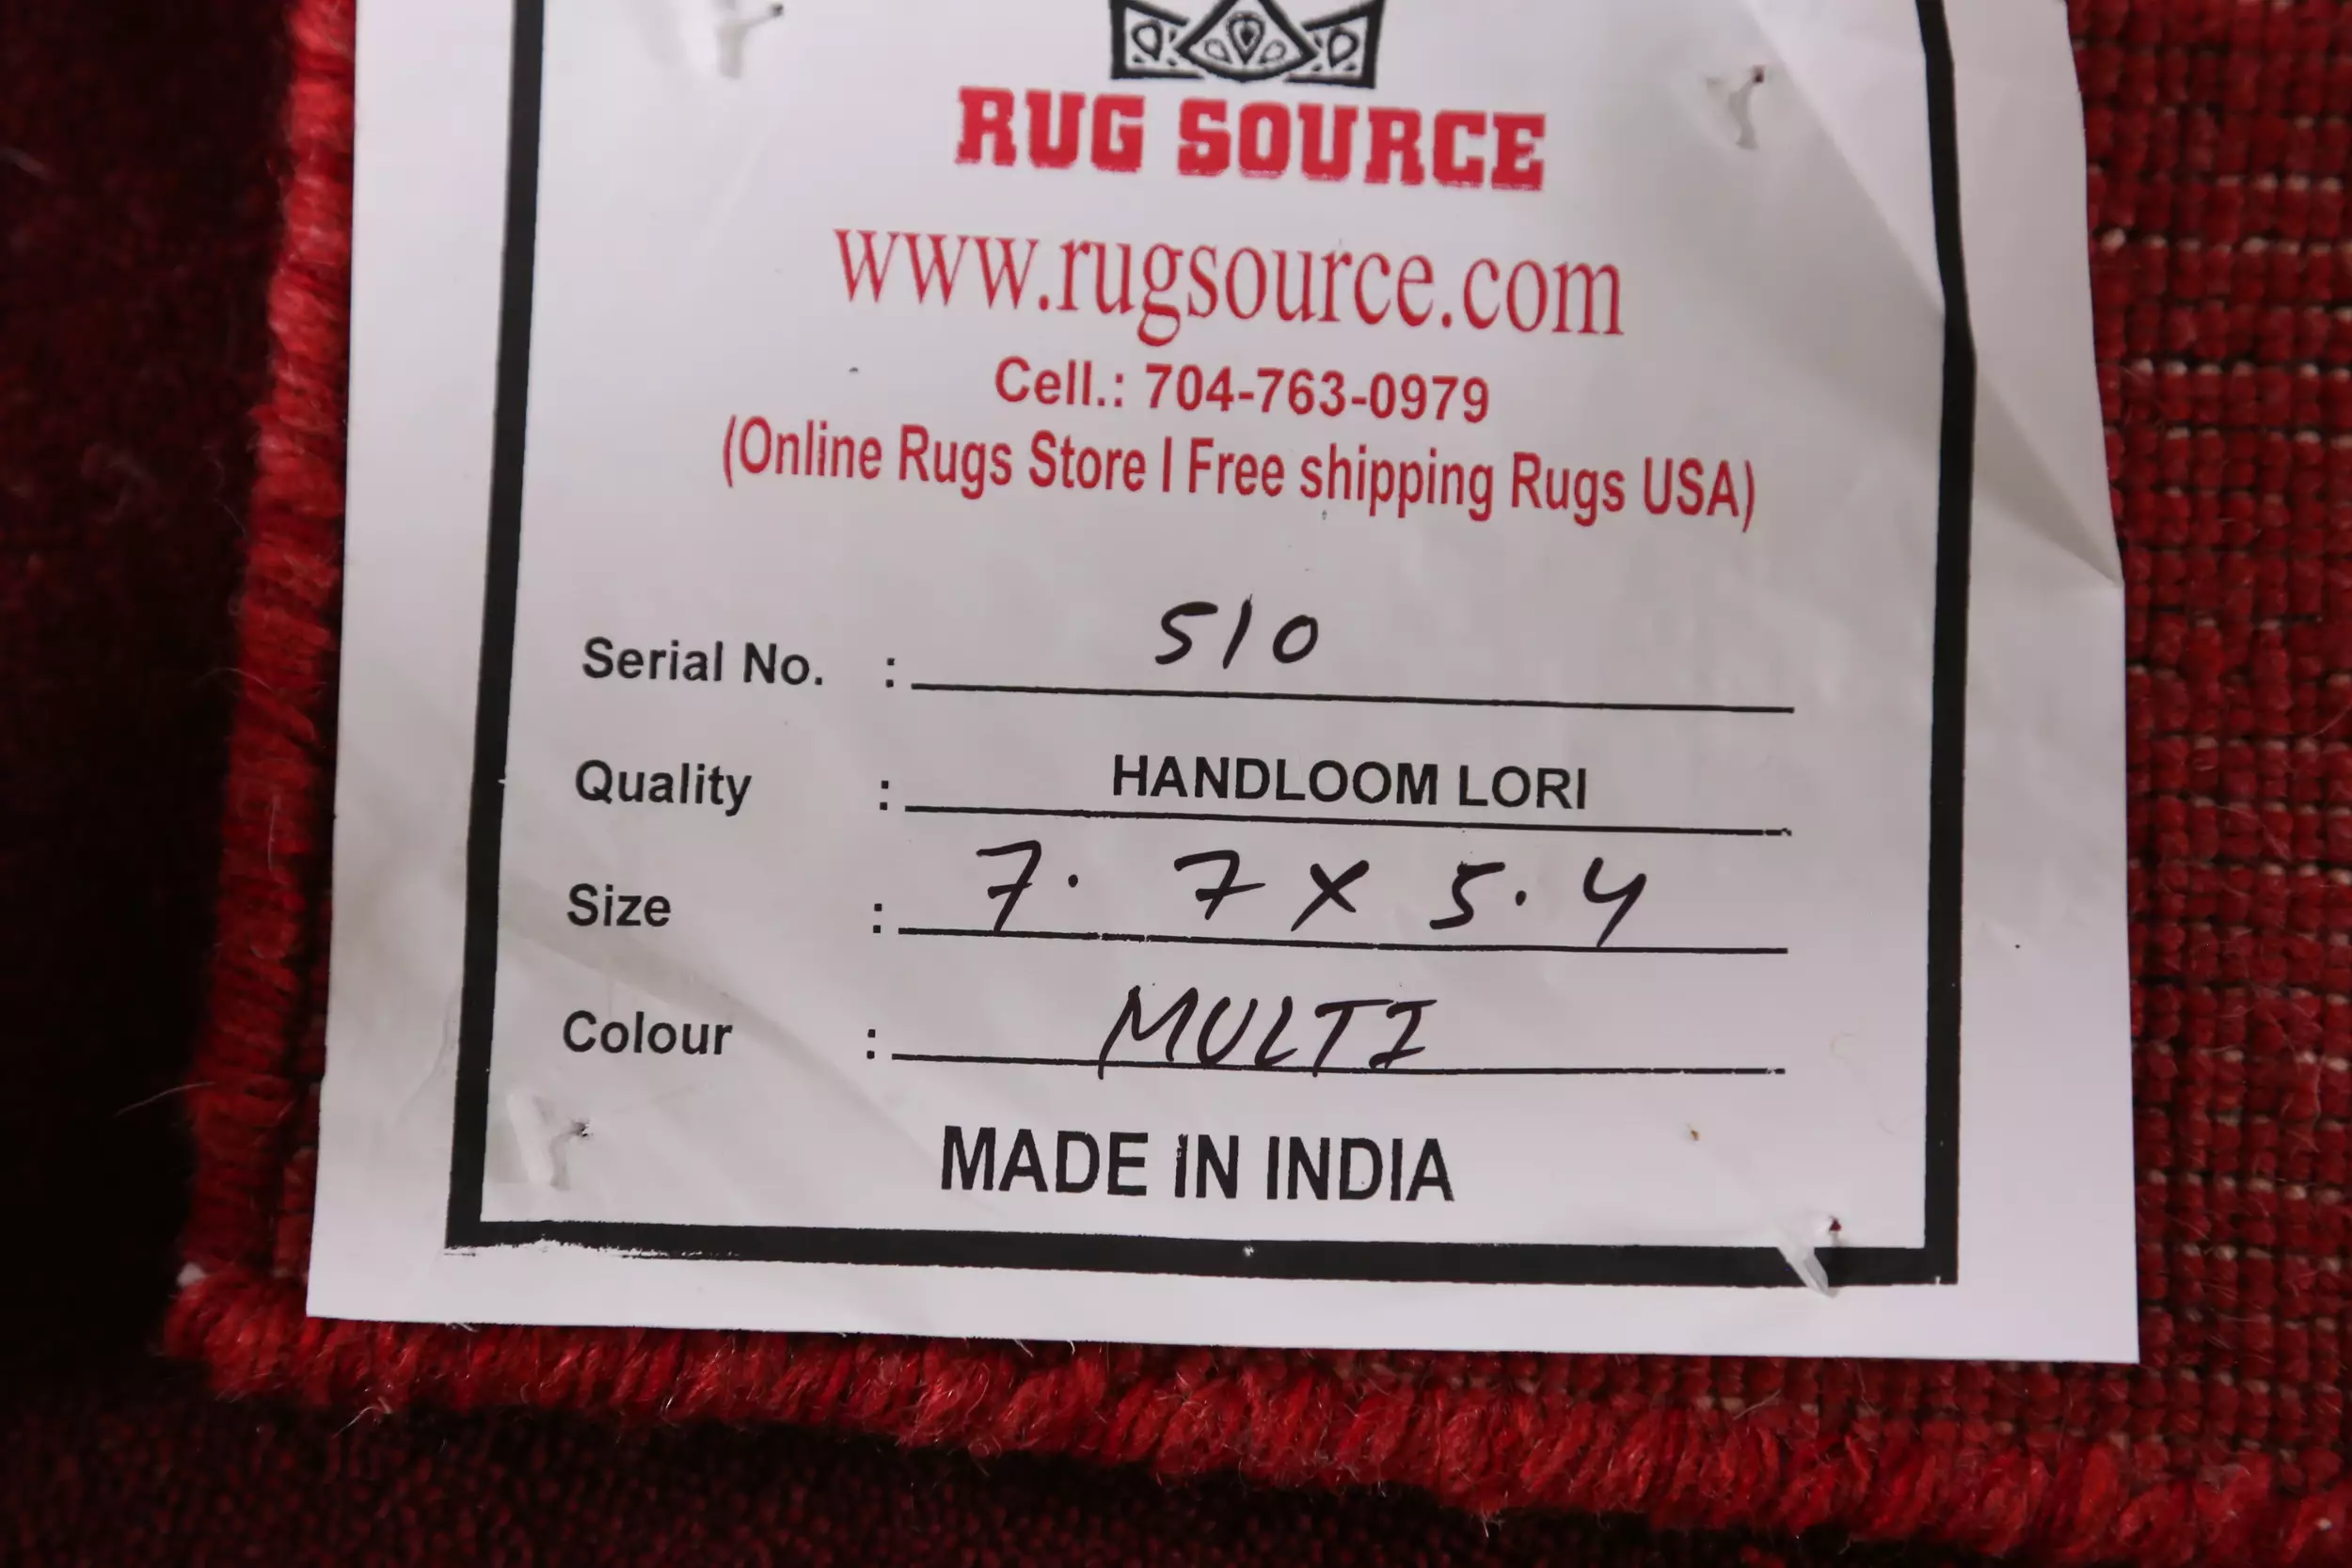 RUG SOURCE
www.rugsource.com
Cell.: 704-763-0979
(Online Rugs Store I Free shipping Rugs USA)
Serial No. : 510
Quality : HANDLOOM LORI
Size : 7. 7 X 5.4
Colour : MULTI
MADE IN INDIA